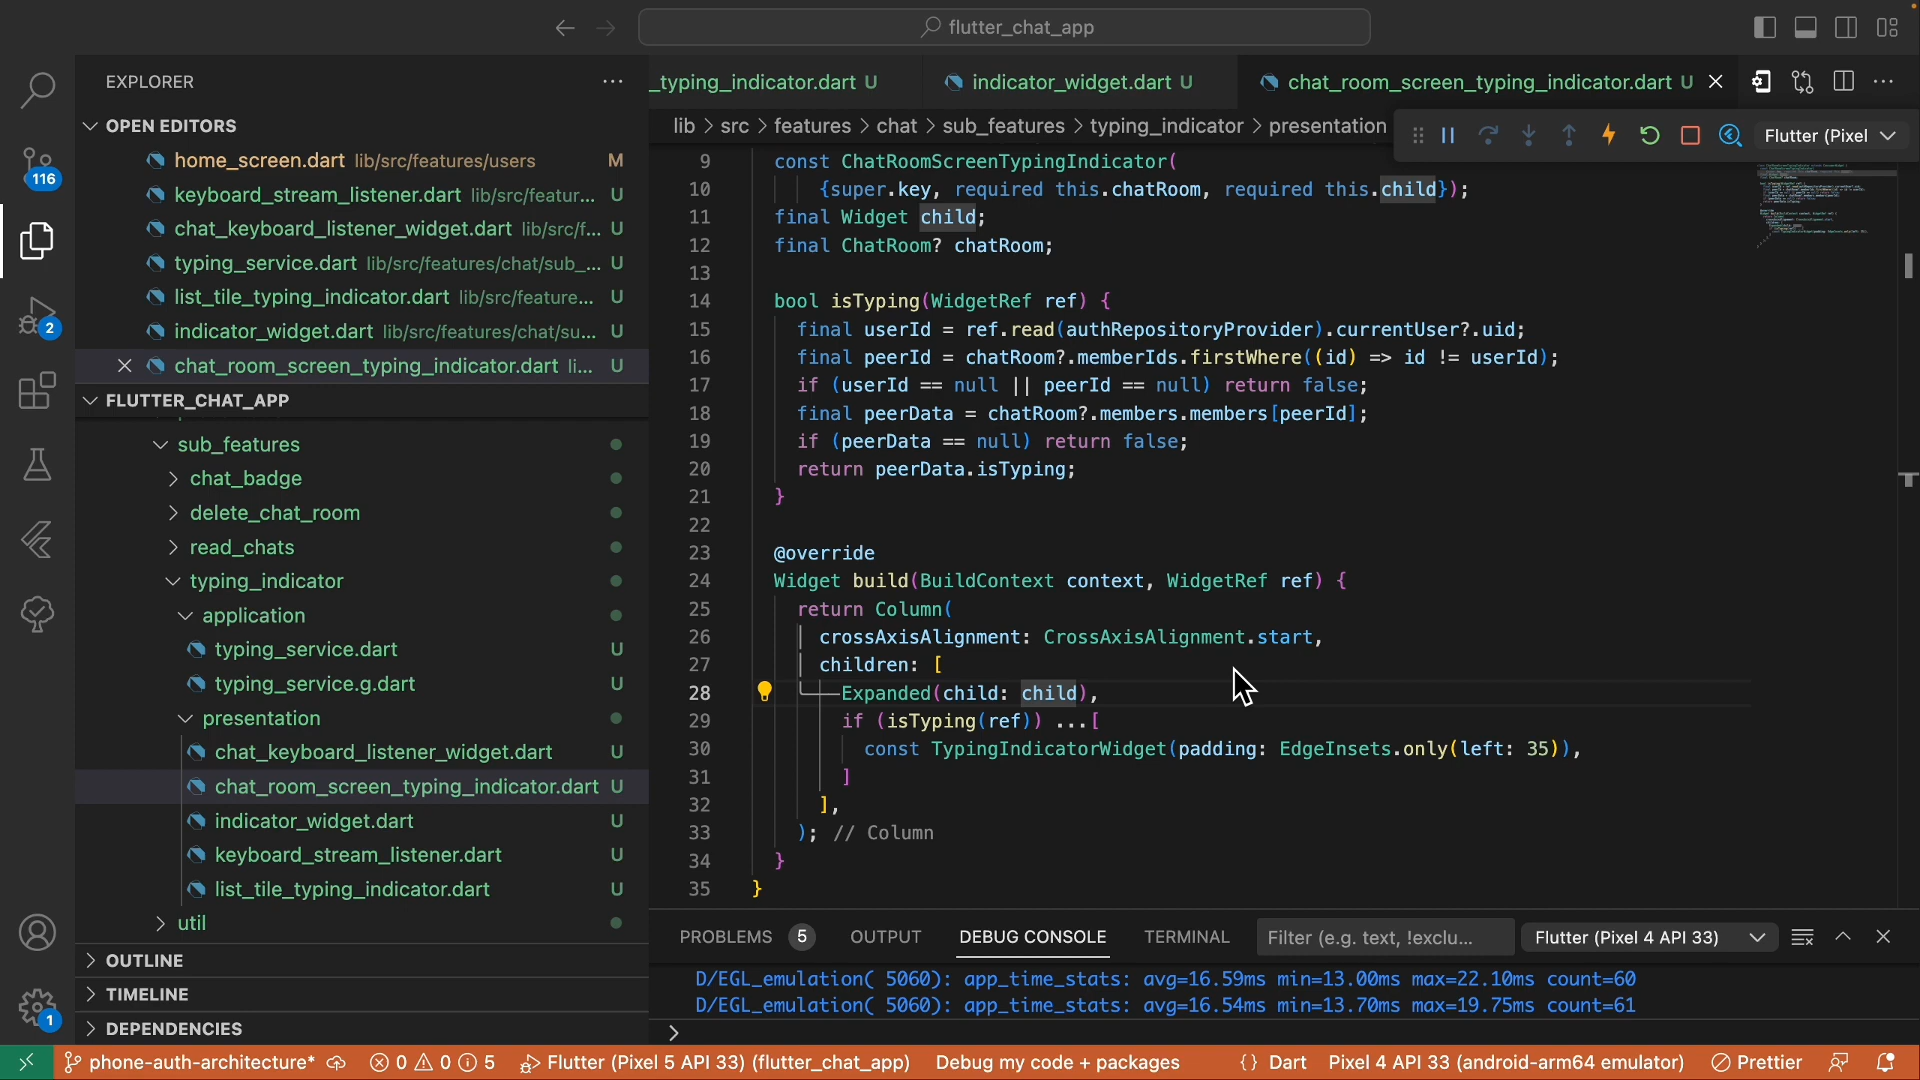 flutter_chat_app
EXPLORER
OPEN EDITORS
home_screen.dart lib/src/features/users M
keyboard_stream_listener.dart lib/src/featur... U
chat_keyboard_listener_widget.dart lib/src/f... U
typing_service.dart lib/src/features/chat/sub_... U
list_tile_typing_indicator.dart lib/src/feature... U
indicator_widget.dart lib/src/features/chat/su... U
chat_room_screen_typing_indicator.dart li... U
116
2
1
FLUTTER_CHAT_APP
sub_features
chat_badge
delete_chat_room
read_chats
typing_indicator
application
typing_service.dart U
typing_service.g.dart U
presentation
chat_keyboard_listener_widget.dart U
chat_room_screen_typing_indicator.dart U
indicator_widget.dart U
keyboard_stream_listener.dart U
list_tile_typing_indicator.dart U
util
OUTLINE
TIMELINE
DEPENDENCIES
_typing_indicator.dart U
indicator_widget.dart U
chat_room_screen_typing_indicator.dart U
lib > src > features > chat > sub_features > typing_indicator > presentation
Flutter (Pixel
9 const ChatRoomScreenTypingIndicator(
10 {super.key, required this.chatRoom, required this.child});
11 final Widget child;
12 final ChatRoom? chatRoom;
13
14 bool isTyping(WidgetRef ref) {
15 final userId = ref.read(authRepositoryProvider).currentUser?.uid;
16 final peerId = chatRoom?.memberIds.firstWhere((id) => id != userId);
17 if (userId == null || peerId == null) return false;
18 final peerData = chatRoom?.members.members[peerId];
19 if (peerData == null) return false;
20 return peerData.isTyping;
21 }
22
23 @override
24 Widget build(BuildContext context, WidgetRef ref) {
25 return Column(
26 crossAxisAlignment: CrossAxisAlignment.start,
27 children: [
28 Expanded(child: child),
29 if (isTyping(ref)) ...[
30 const TypingIndicatorWidget(padding: EdgeInsets.only(left: 35)),
31 ]
32 ],
33 ); // Column
34 }
35 }
PROBLEMS 5 OUTPUT DEBUG CONSOLE TERMINAL Filter (e.g. text, !exclu... Flutter (Pixel 4 API 33)
D/EGL_emulation( 5060): app_time_stats: avg=16.59ms min=13.00ms max=22.10ms count=60
D/EGL_emulation( 5060): app_time_stats: avg=16.54ms min=13.70ms max=19.75ms count=61
>
phone-auth-architecture* 0 0 5 Flutter (Pixel 5 API 33) (flutter_chat_app) Debug my code + packages {} Dart Pixel 4 API 33 (android-arm64 emulator) Prettier